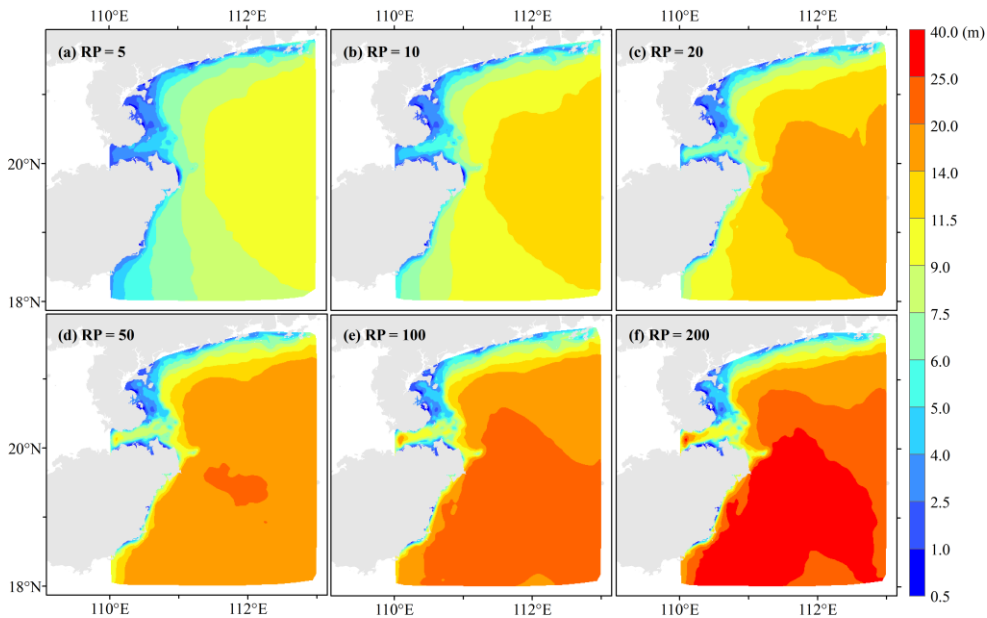 110°E 112°E 110°E 112°E 110°E 112°E
(a) RP = 5 (b) RP = 10 (c) RP = 20
20°N
18°N
(d) RP = 50 (e) RP = 100 (f) RP = 200
20°N
18°N
110°E 112°E 110°E 112°E 110°E 112°E
40.0 (m)
25.0
20.0
14.0
11.5
9.0
7.5
6.0
5.0
4.0
2.5
1.0
0.5